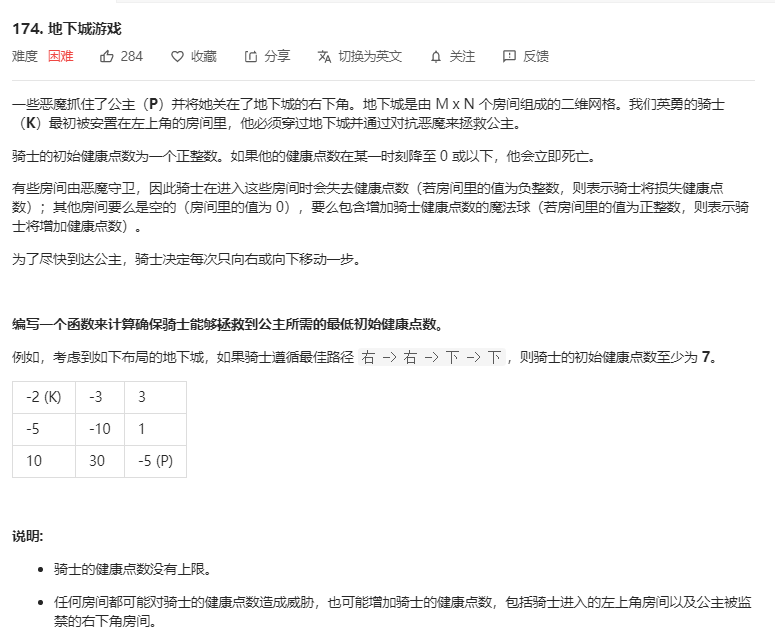 174. 地下城游戏
难度 困难 284 收藏 分享 切换为英文 关注 反馈
一些恶魔抓住了公主（P）并将她关在了地下城的右下角。地下城是由 M x N 个房间组成的二维网格。我们英勇的骑士
（K）最初被安置在左上角的房间里，他必须穿过地下城并通过对抗恶魔来拯救公主。
骑士的初始健康点数为一个正整数。如果他的健康点数在某一时刻降至 0 或以下，他会立即死亡。
有些房间由恶魔守卫，因此骑士在进入这些房间时会失去健康点数（若房间里的值为负整数，则表示骑士将损失健康点
数）；其他房间要么是空的（房间里的值为 0），要么包含增加骑士健康点数的魔法球（若房间里的值为正整数，则表示骑
士将增加健康点数）。
为了尽快到达公主，骑士决定每次只向右或向下移动一步。
编写一个函数来计算确保骑士能够拯救到公主所需的最低初始健康点数。
例如，考虑到如下布局的地下城，如果骑士遵循最佳路径 右 -> 右 -> 下 -> 下，则骑士的初始健康点数至少为 7。
-2 (K) -3 3
-5 -10 1
10 30 -5 (P)
说明:
• 骑士的健康点数没有上限。
• 任何房间都可能对骑士的健康点数造成威胁，也可能增加骑士的健康点数，包括骑士进入的左上角房间以及公主被监
禁的右下角房间。